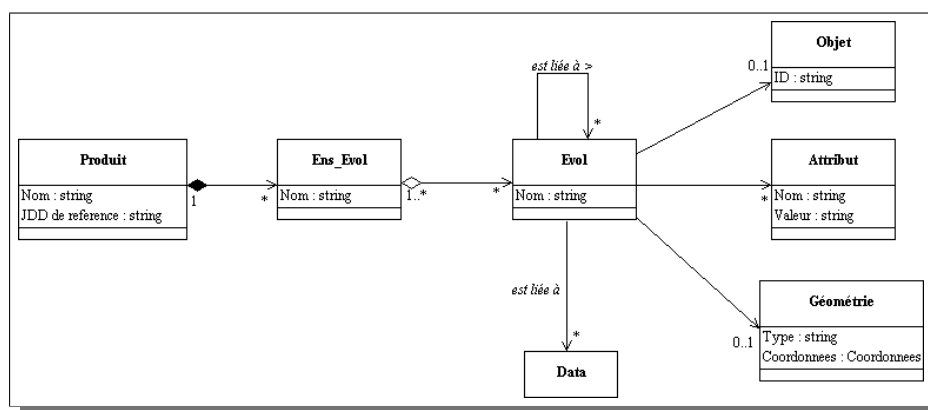 Objet
ID : string
0..1
est liée à >
*
Produit
Nom : string
JDD de reference : string
1
*
Ens_Evol
Nom : string
1..*
*
Evol
Nom : string
Attribut
Nom : string
Valeur : string
*
est liée à
*
Data
Géométrie
Type : string
Coordonnees : Coordonnees
0..1